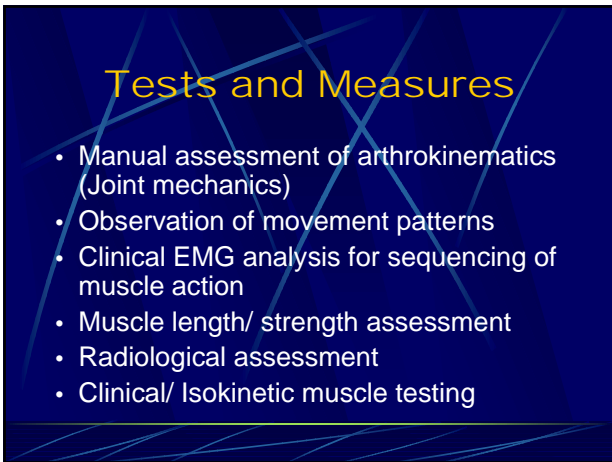 Tests and Measures
• Manual assessment of arthrokinematics
(Joint mechanics)
• Observation of movement patterns
• Clinical EMG analysis for sequencing of
muscle action
• Muscle length/ strength assessment
• Radiological assessment
• Clinical/ Isokinetic muscle testing